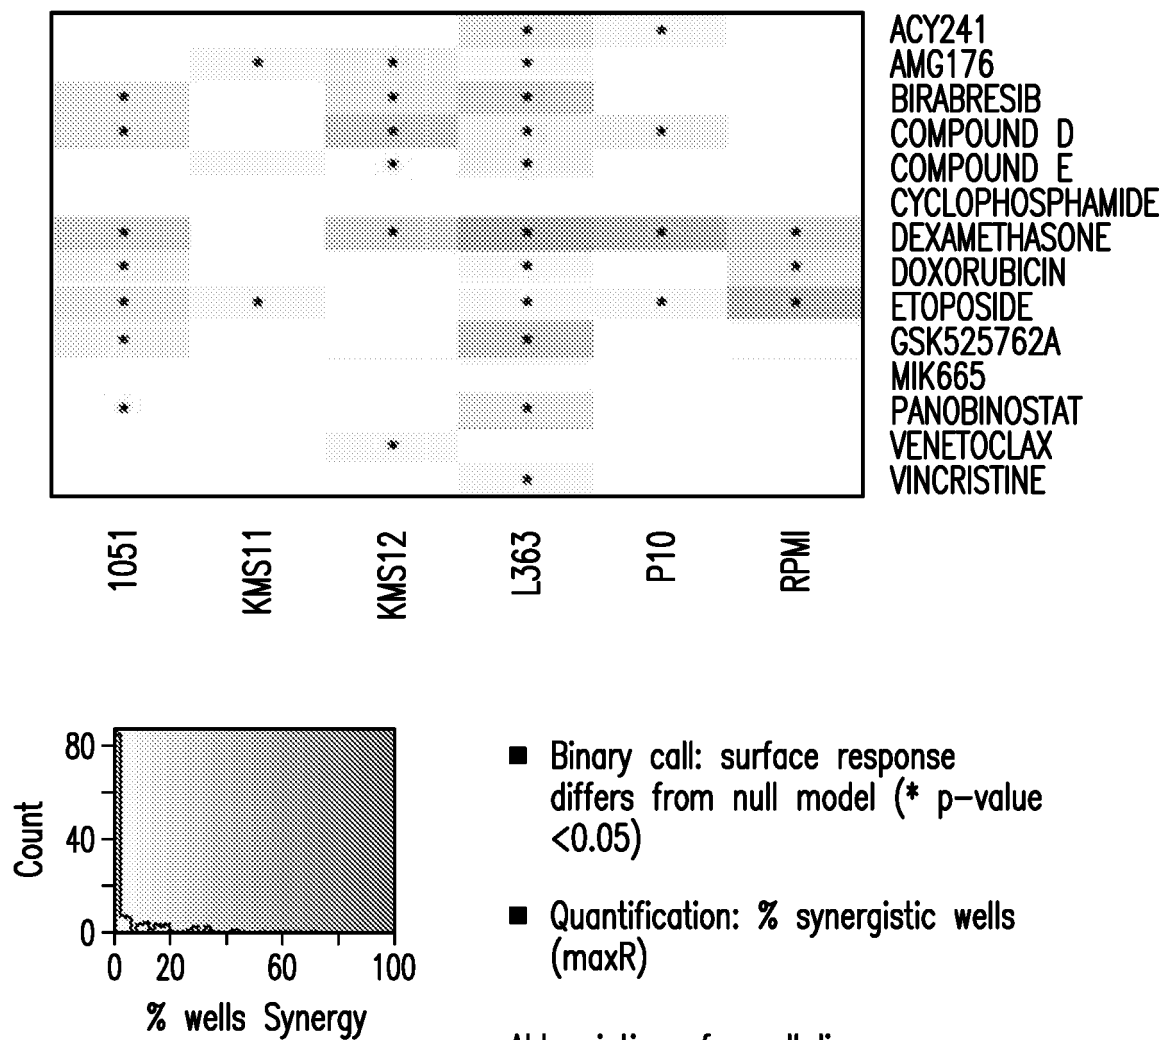 ACY241
AMG176
BIRABRESIB
COMPOUND D
COMPOUND E
CYCLOPHOSPHAMIDE
DEXAMETHASONE
DOXORUBICIN
ETOPOSIDE
GSK525762A
MIK665
PANOBINOSTAT
VENETOCLAX
VINCRISTINE
1051
KMS11
KMS12
L363
P10
RPMI
80
40
0
Count
0 20 60 100
% wells Synergy
■ Binary call: surface response
differs from null model (* p-value
<0.05)
■ Quantification: % synergistic wells
(maxR)